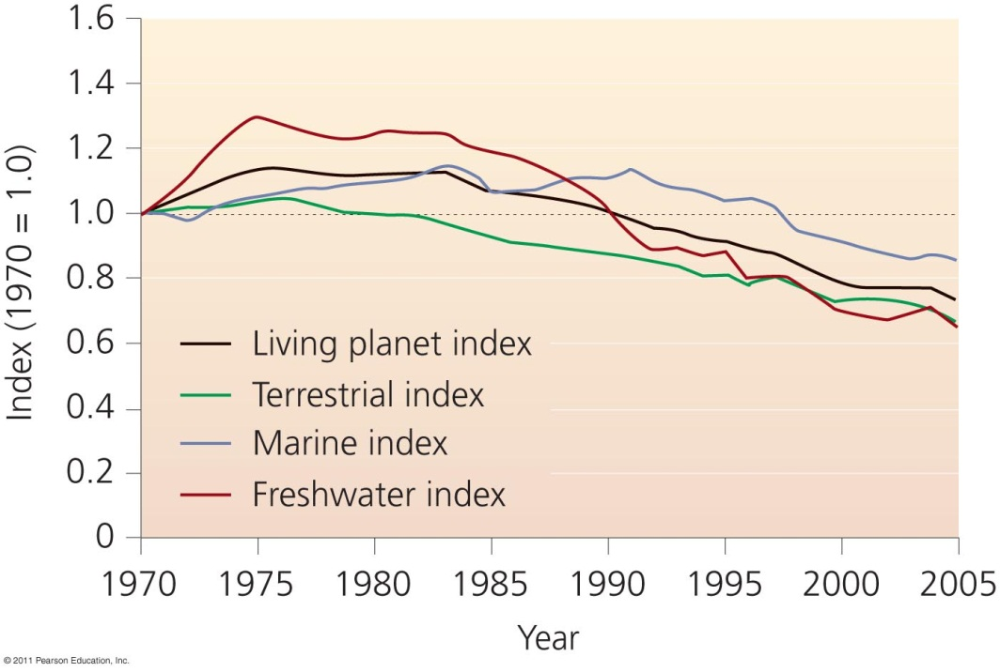 1.6
1.4
1.2
1.0
0.8
0.6
0.4
0.2
0
Index (1970 = 1.0)
Living planet index
Terrestrial index
Marine index
Freshwater index
1970 1975 1980 1985 1990 1995 2000 2005
Year
© 2011 Pearson Education, Inc.